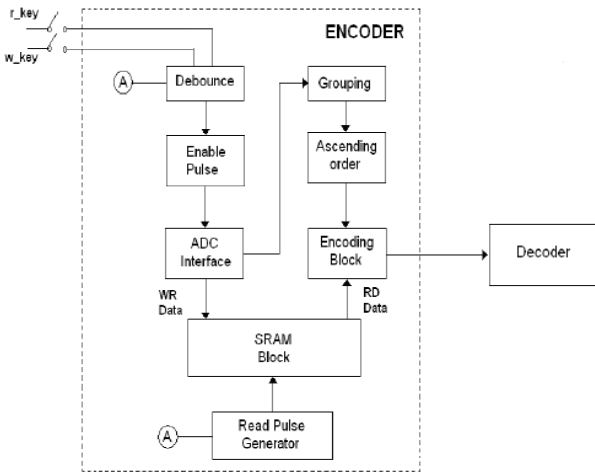 r_key
w_key
ENCODER
A
Debounce
Grouping
Enable
Pulse
Ascending
order
ADC
Interface
Encoding
Block
Decoder
WR
Data
RD
Data
SRAM
Block
A
Read Pulse
Generator